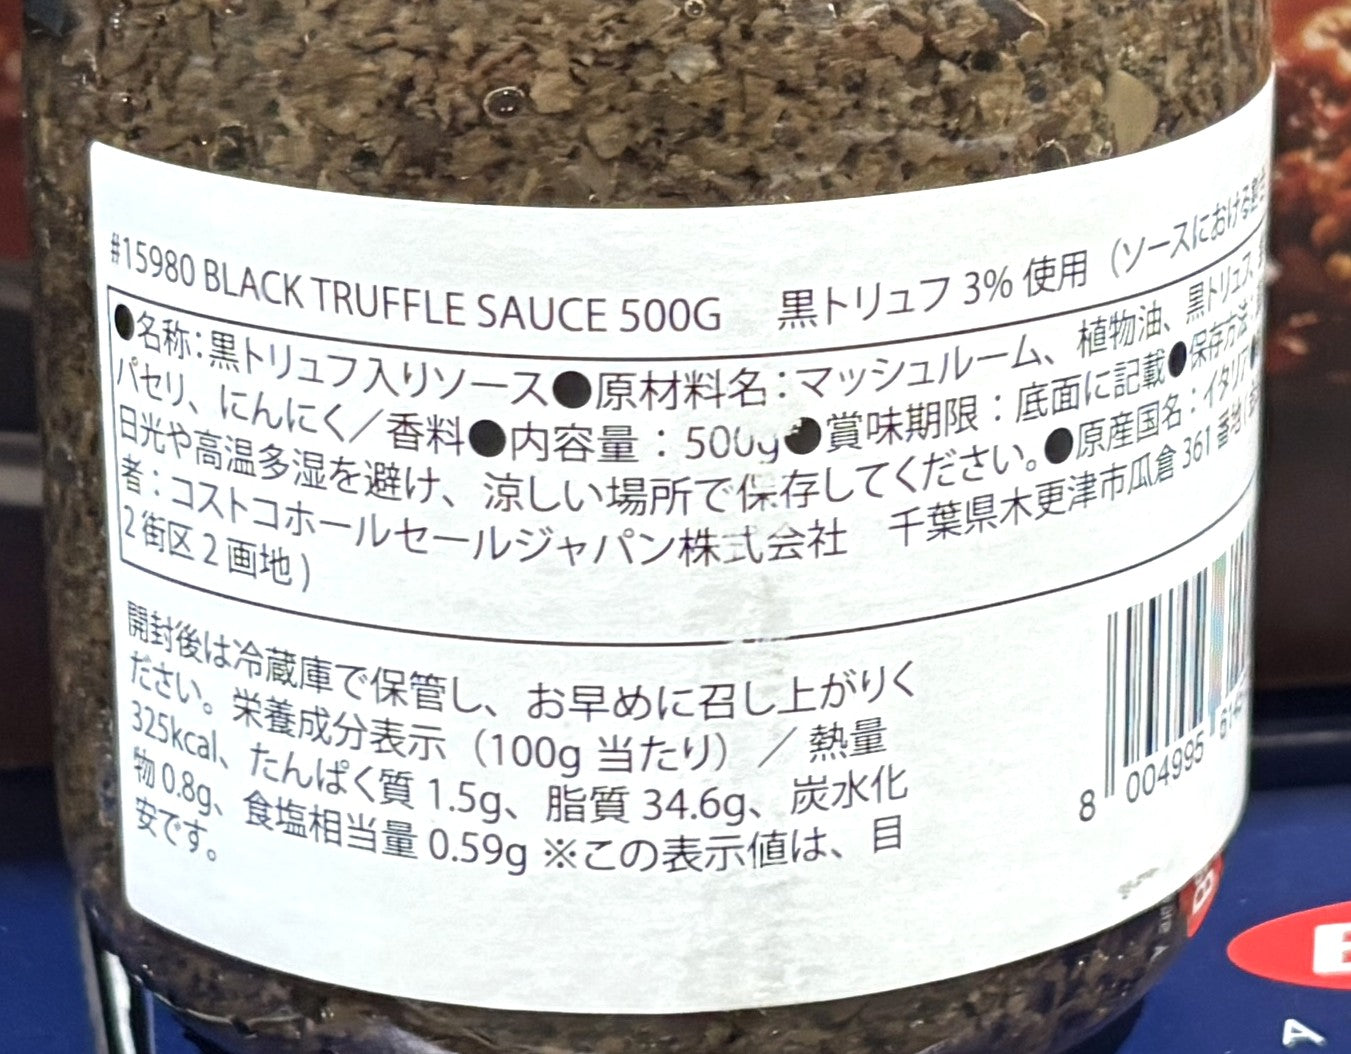 #15980 BLACK TRUFFLE SAUCE 500G　黒トリュフ 3% 使用（ソースにおける
●名称：黒トリュフ入りソース●原材料名：マッシュルーム、植物油、黒トリュフ、
パセリ、にんにく／香料●内容量：500g●賞味期限：底面に記載●保存方法：
日光や高温多湿を避け、涼しい場所で保存してください。●原産国名：イタリア●
者：コストコホールセールジャパン株式会社　千葉県木更津市瓜倉 361 番地（
2 街区 2 画地）
開封後は冷蔵庫で保管し、お早めに召し上がりく
ださい。栄養成分表示（100g 当たり）／熱量
325kcal、たんぱく質 1.5g、脂質 34.6g、炭水化
物 0.8g、食塩相当量 0.59g ※この表示値は、目
安です。
8 004995